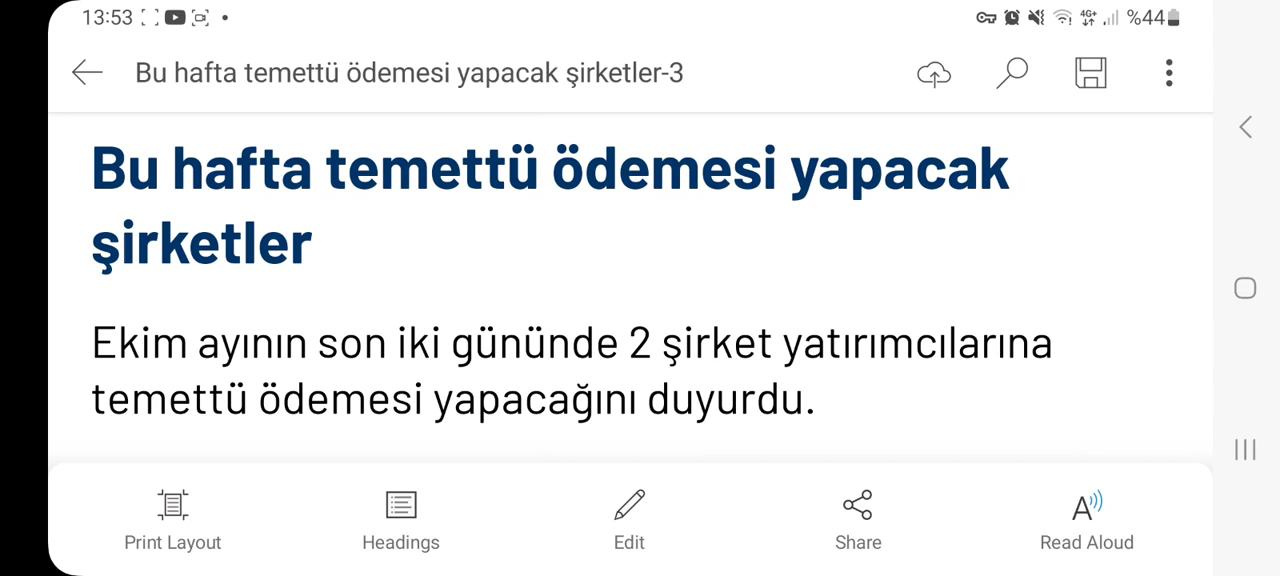 13:53 %44
4G+
Bu hafta temettü ödemesi yapacak şirketler-3
Bu hafta temettü ödemesi yapacak
şirketler
Ekim ayının son iki gününde 2 şirket yatırımcılarına
temettü ödemesi yapacağını duyurdu.
Print Layout Headings Edit Share Read Aloud